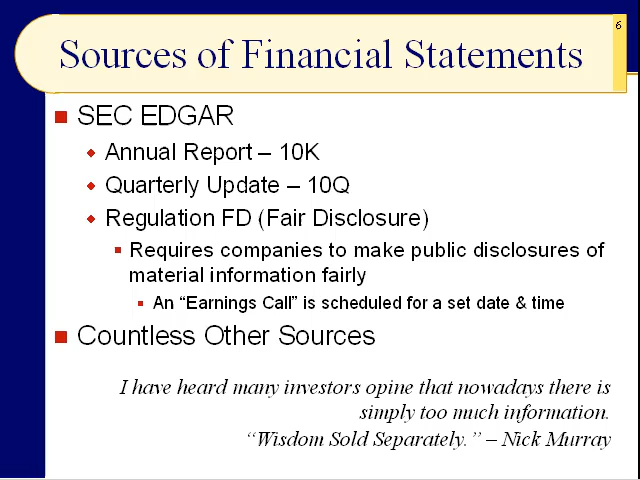 6
Sources of Financial Statements
SEC EDGAR
Annual Report – 10K
Quarterly Update – 10Q
Regulation FD (Fair Disclosure)
Requires companies to make public disclosures of
material information fairly
An “Earnings Call” is scheduled for a set date & time
Countless Other Sources
I have heard many investors opine that nowadays there is
simply too much information.
“Wisdom Sold Separately.” – Nick Murray